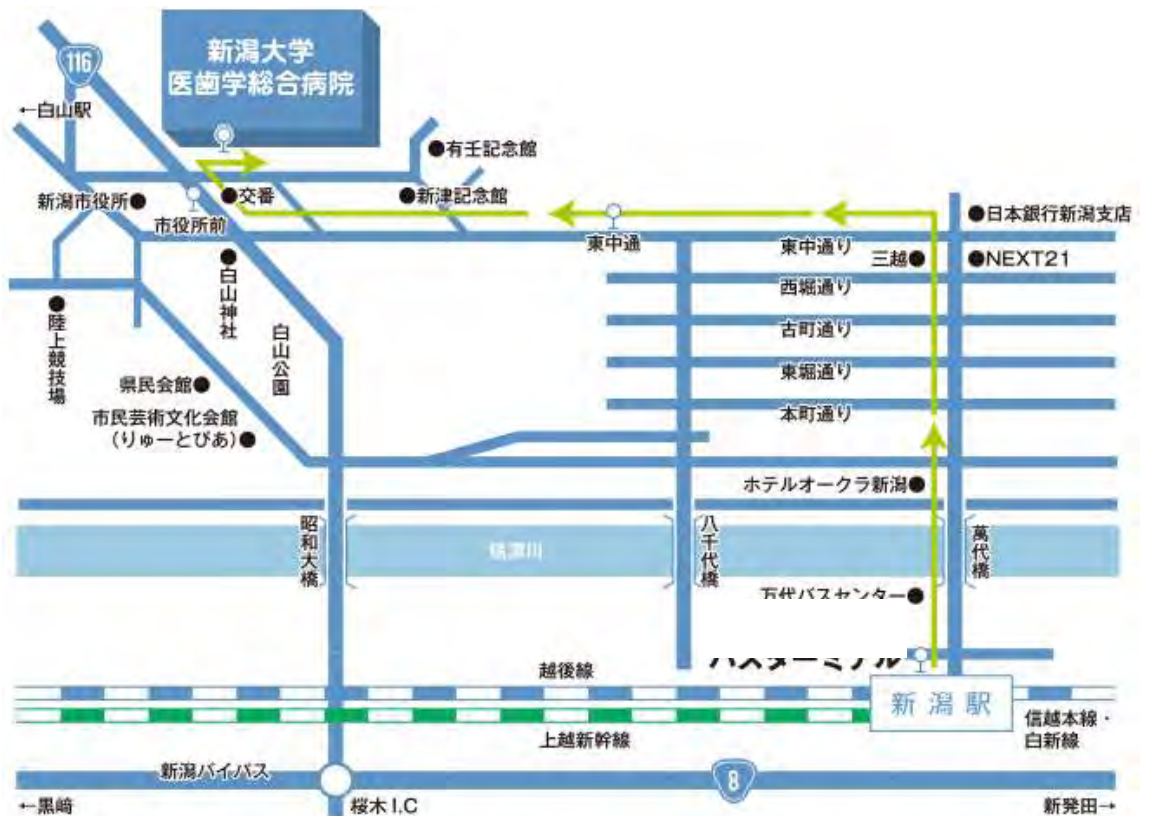 116
新潟大学
医歯学総合病院
←白山駅
●有壬記念館
新潟市役所●
●交番
●新津記念館
市役所前
東中通
●日本銀行新潟支店
東中通り
三越●
●NEXT21
西堀通り
古町通り
東堀通り
本町通り
●白山神社
白山公園
●陸上競技場
県民会館●
市民芸術文化会館
(りゅーとぴあ)●
ホテルオークラ新潟●
昭和大橋
八千代橋
萬代橋
万代バスセンター●
バスターミナル
越後線
新潟駅
上越新幹線
信越本線・
白新線
新潟バイパス
8
←黒崎
桜木I.C
新発田→